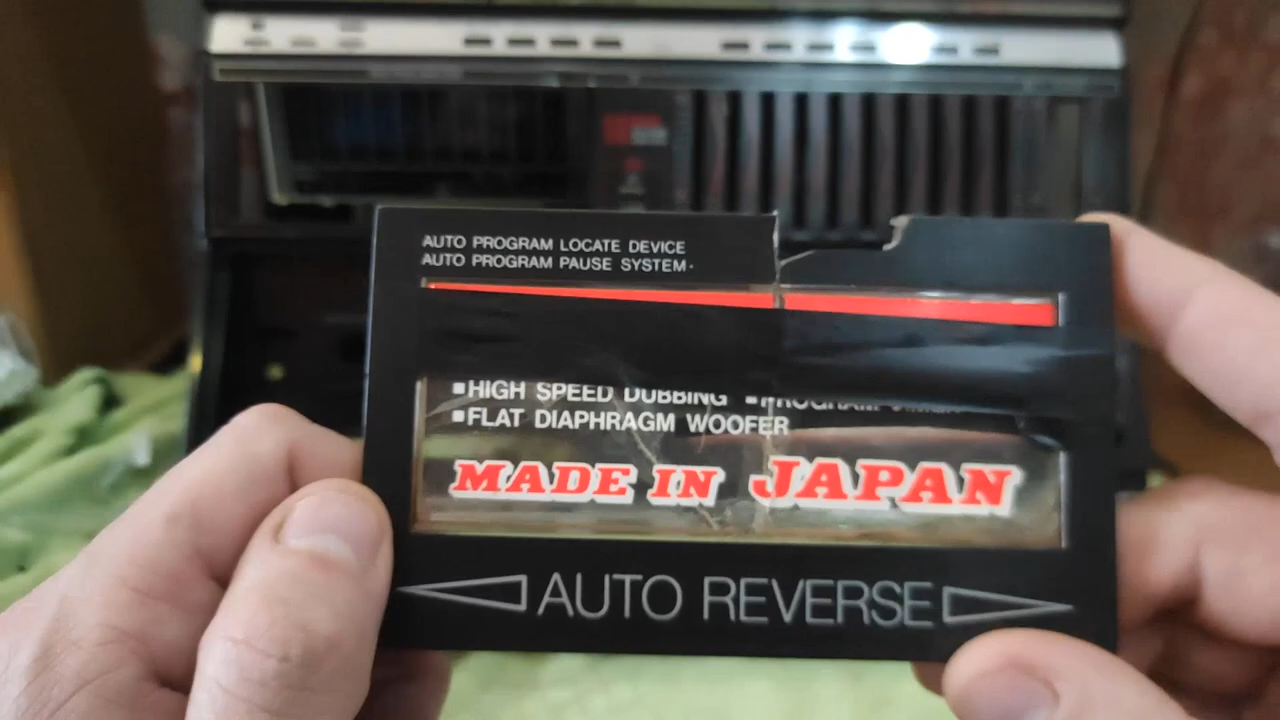 AUTO PROGRAM LOCATE DEVICE
AUTO PROGRAM PAUSE SYSTEM
■HIGH SPEED DUBBING ■PROGRAM
■FLAT DIAPHRAGM WOOFER
MADE IN JAPAN
AUTO REVERSE